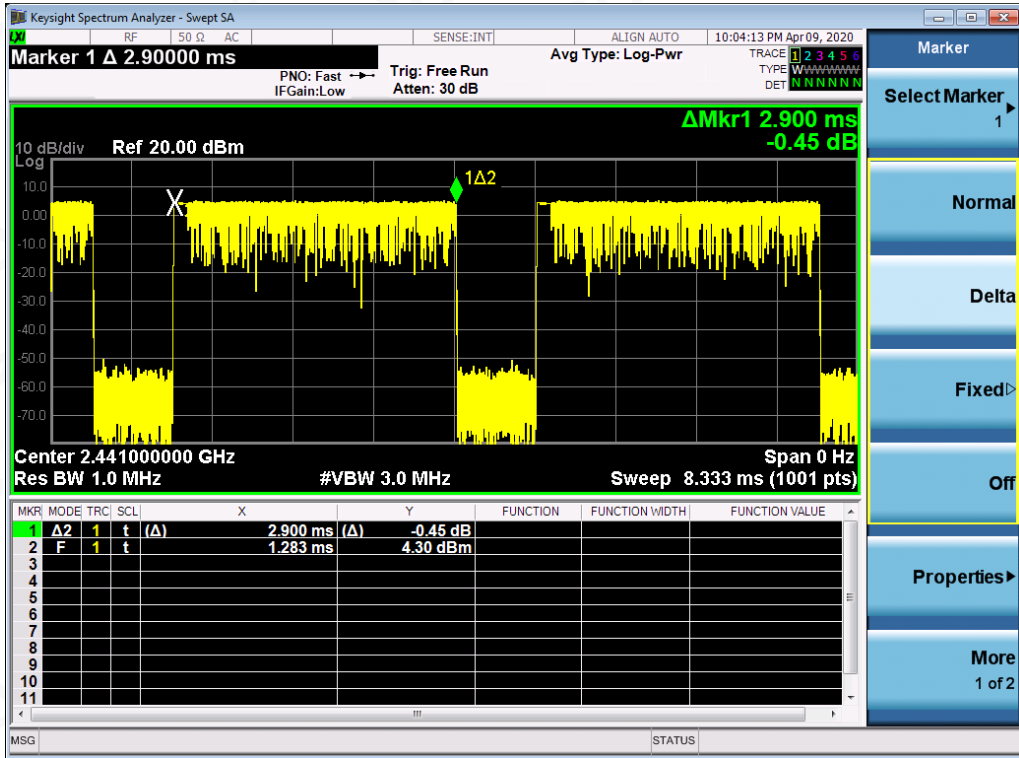 Keysight Spectrum Analyzer - Swept SA
LXI RF 50 Ω AC SENSE:INT ALIGN AUTO 10:04:13 PM Apr 09, 2020
Marker 1 Δ 2.90000 ms
Avg Type: Log-Pwr
TRACE 1 2 3 4 5 6
TYPE WWWWWW
DET N N N N N N
PNO: Fast
IFGain:Low
Trig: Free Run
Atten: 30 dB
ΔMkr1 2.900 ms
-0.45 dB
10 dB/div Ref 20.00 dBm
Log
10.0
0.00
-10.0
-20.0
-30.0
-40.0
-50.0
-60.0
-70.0
X
1Δ2
Center 2.441000000 GHz Span 0 Hz
Res BW 1.0 MHz #VBW 3.0 MHz Sweep 8.333 ms (1001 pts)
MKR MODE TRC SCL X Y FUNCTION FUNCTION WIDTH FUNCTION VALUE
1 Δ2 1 t (Δ) 2.900 ms (Δ) -0.45 dB
2 F 1 t 1.283 ms 4.30 dBm
3
4
5
6
7
8
9
10
11
MSG STATUS
Marker
Select Marker
1
Normal
Delta
Fixed
Off
Properties
More
1 of 2